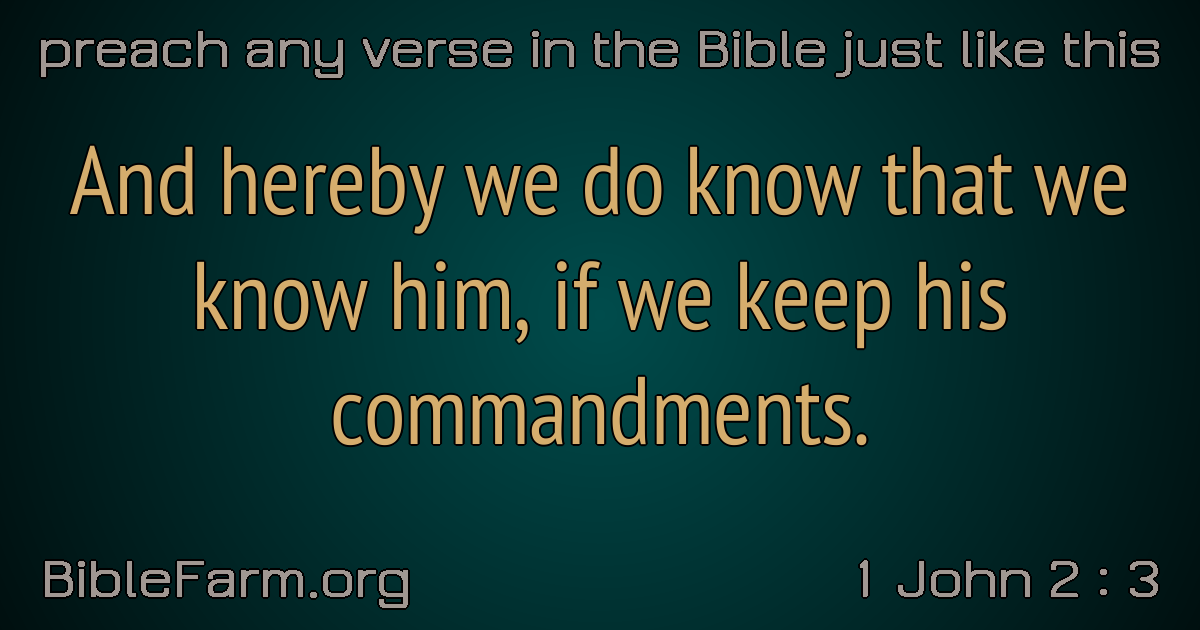 preach any verse in the Bible just like this
And hereby we do know that we
know him, if we keep his
commandments.
BibleFarm.org
1 John 2 : 3